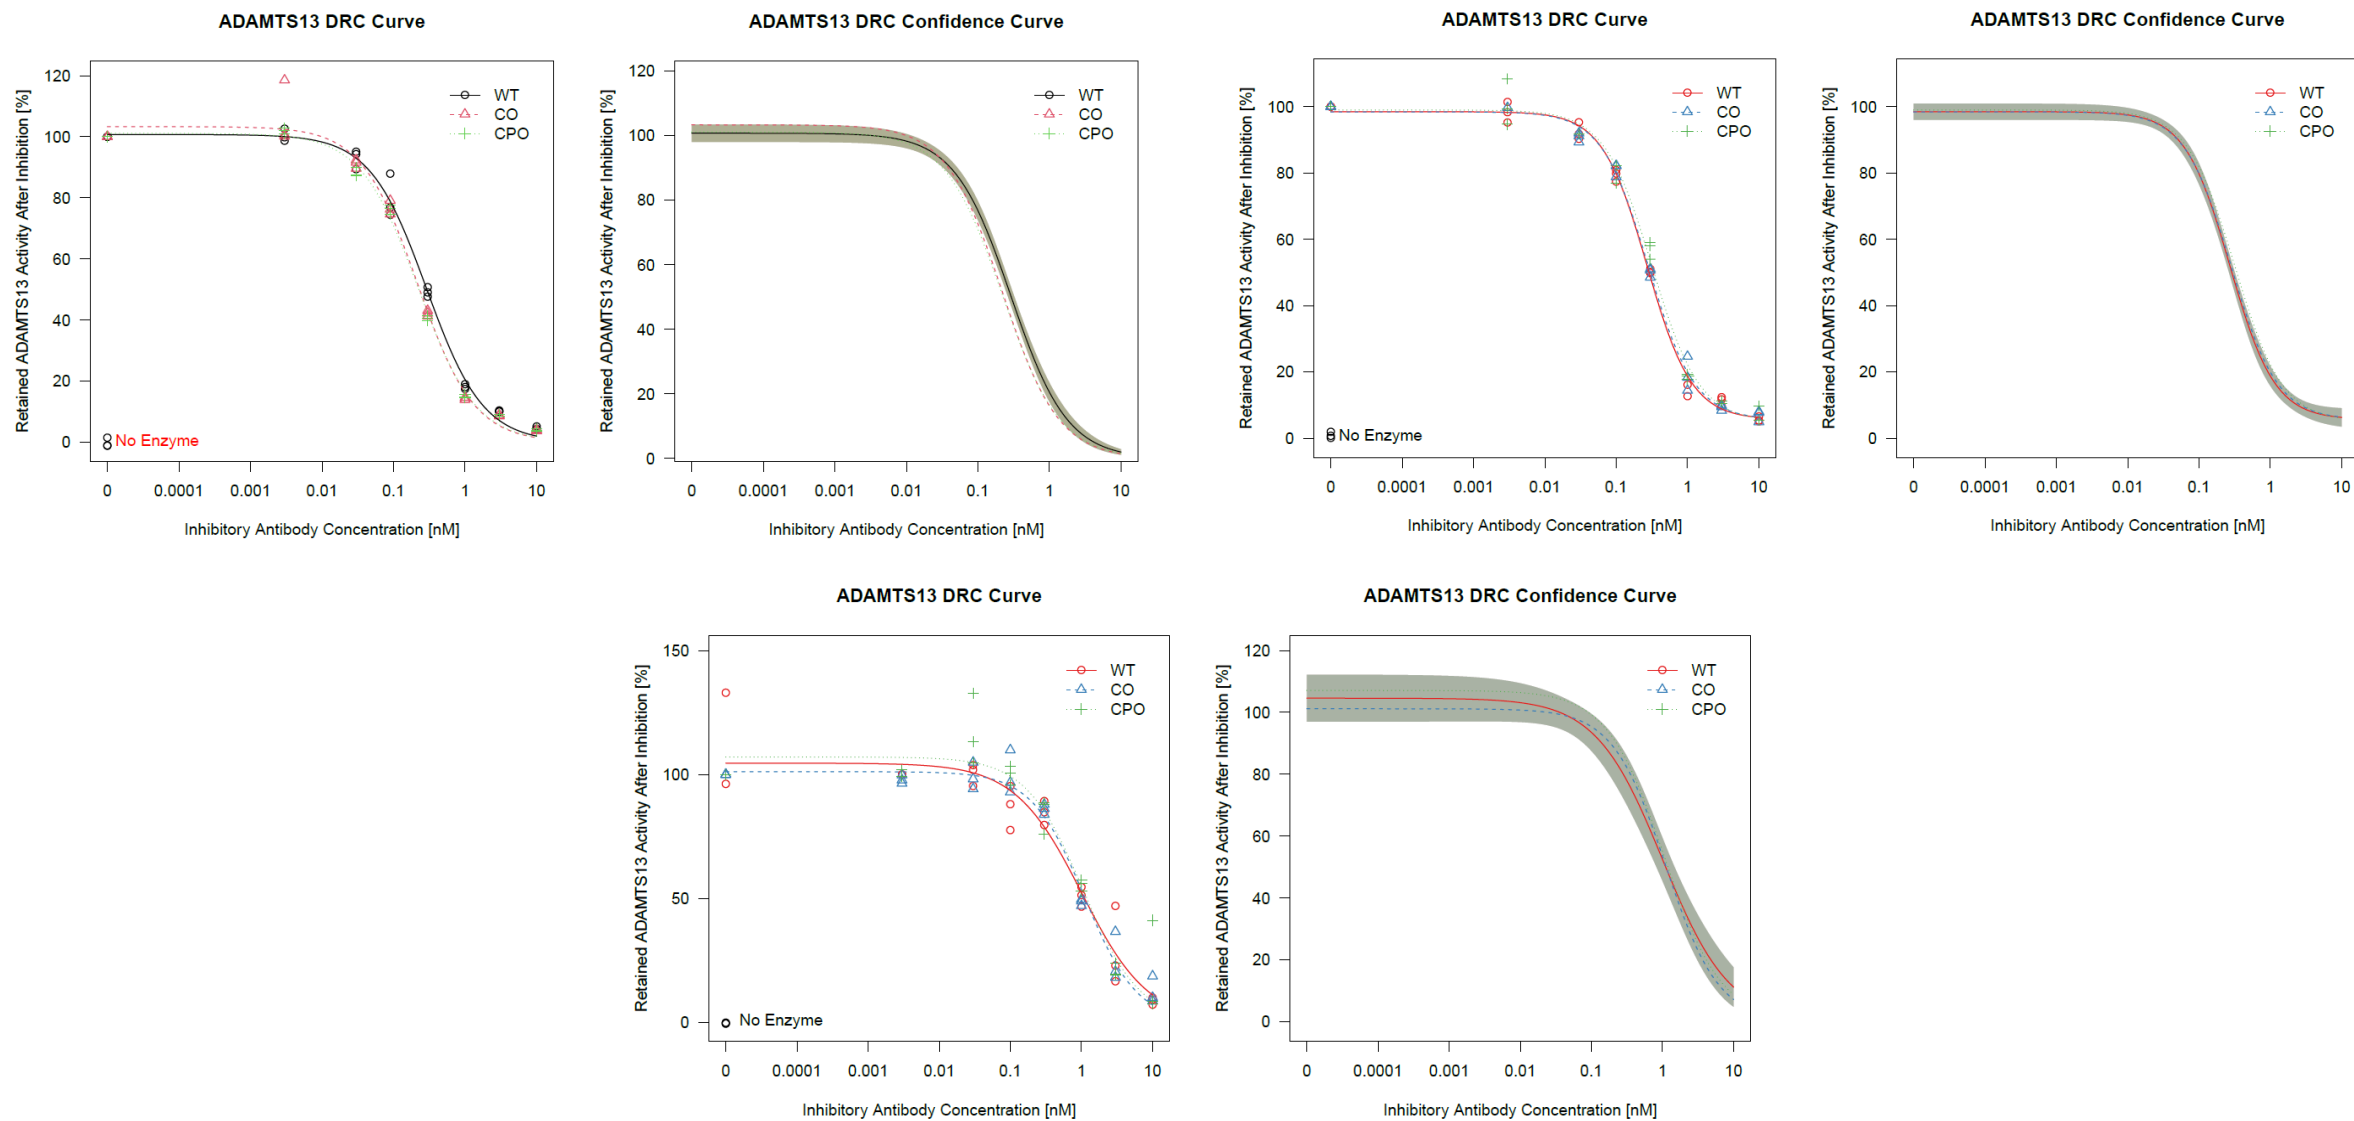 ADAMTS13 DRC Curve
Retained ADAMTS13 Activity After Inhibition [%]
120
100
80
60
40
20
0
WT
CO
CPO
No Enzyme
0 0.0001 0.001 0.01 0.1 1 10
Inhibitory Antibody Concentration [nM]
ADAMTS13 DRC Confidence Curve
Retained ADAMTS13 Activity After Inhibition [%]
120
100
80
60
40
20
0
WT
CO
CPO
0 0.0001 0.001 0.01 0.1 1 10
Inhibitory Antibody Concentration [nM]
ADAMTS13 DRC Curve
Retained ADAMTS13 Activity After Inhibition [%]
100
80
60
40
20
0
WT
CO
CPO
No Enzyme
0 0.0001 0.001 0.01 0.1 1 10
Inhibitory Antibody Concentration [nM]
ADAMTS13 DRC Confidence Curve
Retained ADAMTS13 Activity After Inhibition [%]
100
80
60
40
20
0
WT
CO
CPO
0 0.0001 0.001 0.01 0.1 1 10
Inhibitory Antibody Concentration [nM]
ADAMTS13 DRC Curve
Retained ADAMTS13 Activity After Inhibition [%]
150
100
50
0
WT
CO
CPO
No Enzyme
0 0.0001 0.001 0.01 0.1 1 10
Inhibitory Antibody Concentration [nM]
ADAMTS13 DRC Confidence Curve
Retained ADAMTS13 Activity After Inhibition [%]
120
100
80
60
40
20
0
WT
CO
CPO
0 0.0001 0.001 0.01 0.1 1 10
Inhibitory Antibody Concentration [nM]